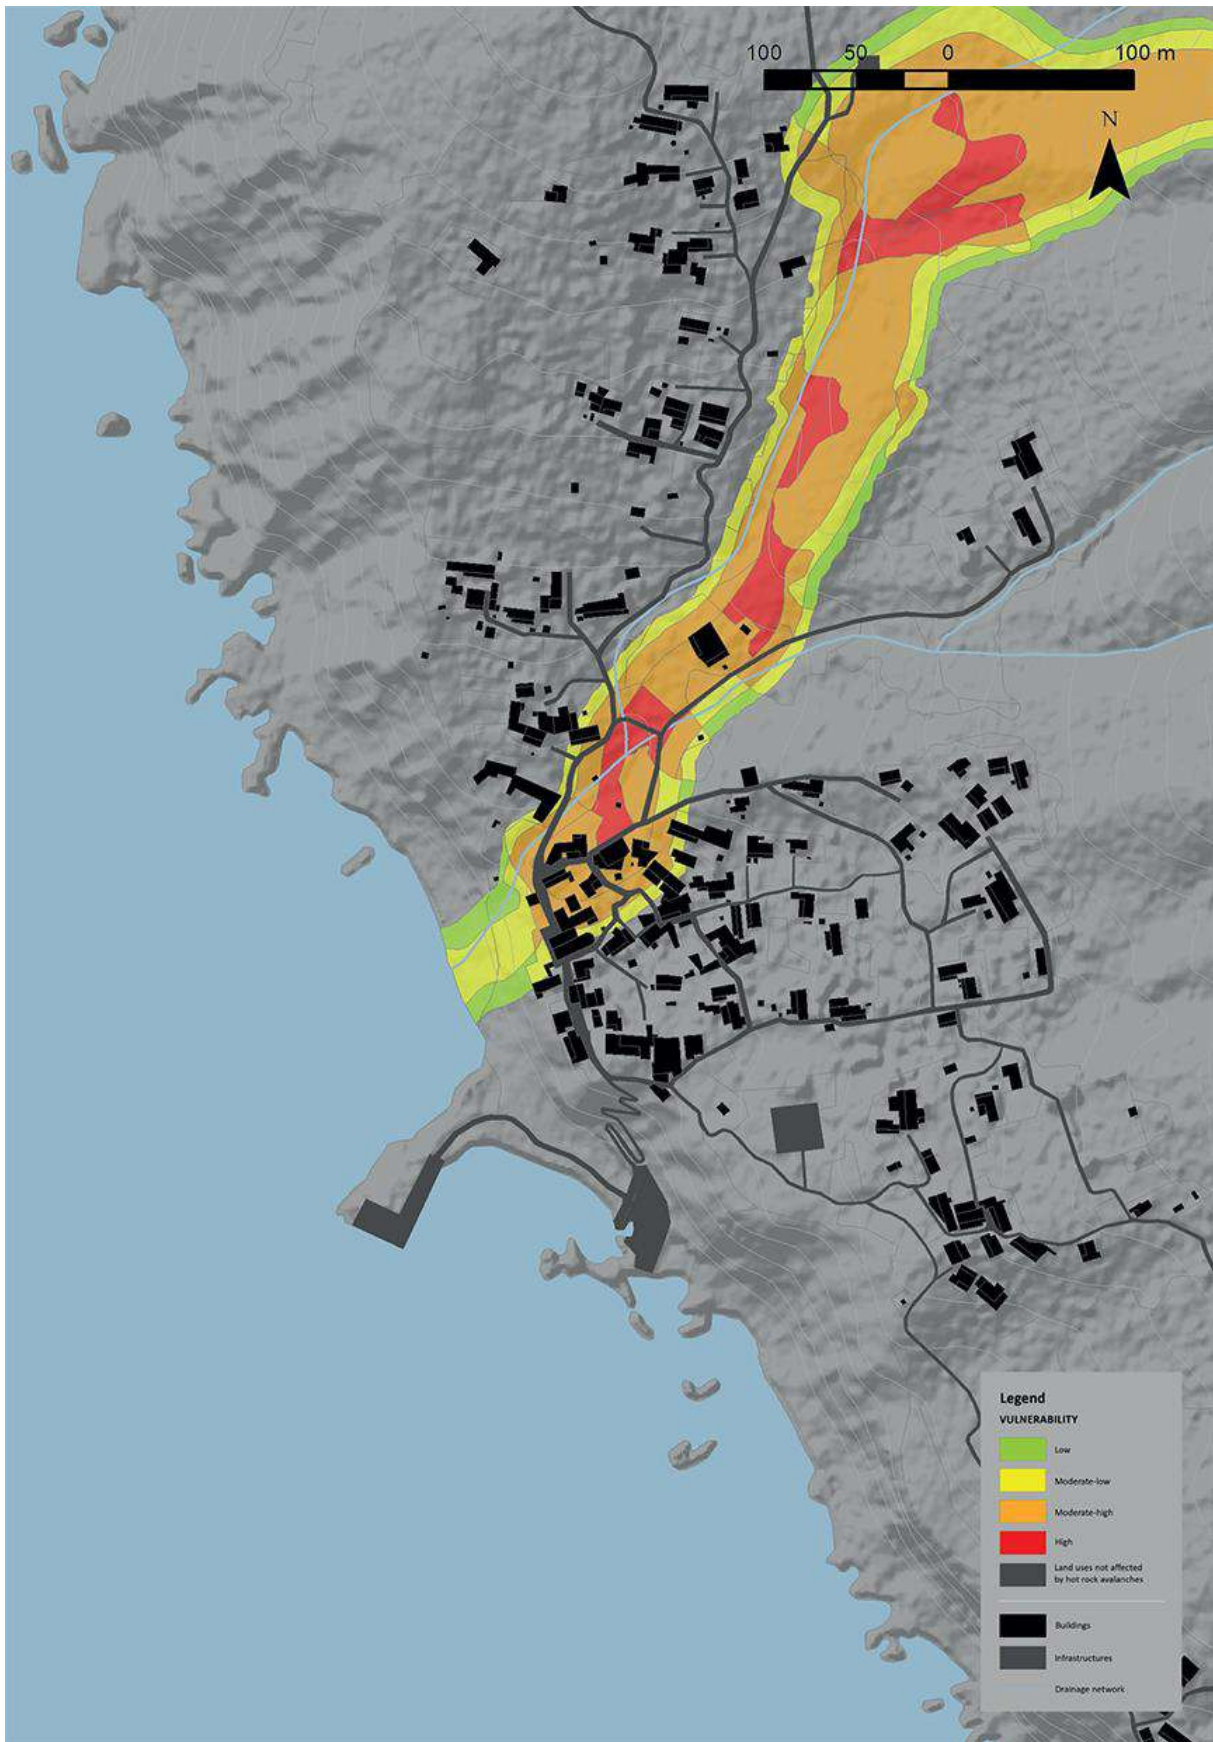 100 50 0 100 m
N
Legend
VULNERABILITY
Low
Moderate-low
Moderate-high
High
Land uses not affected
by hot rock avalanches
Buildings
Infrastructures
Drainage network